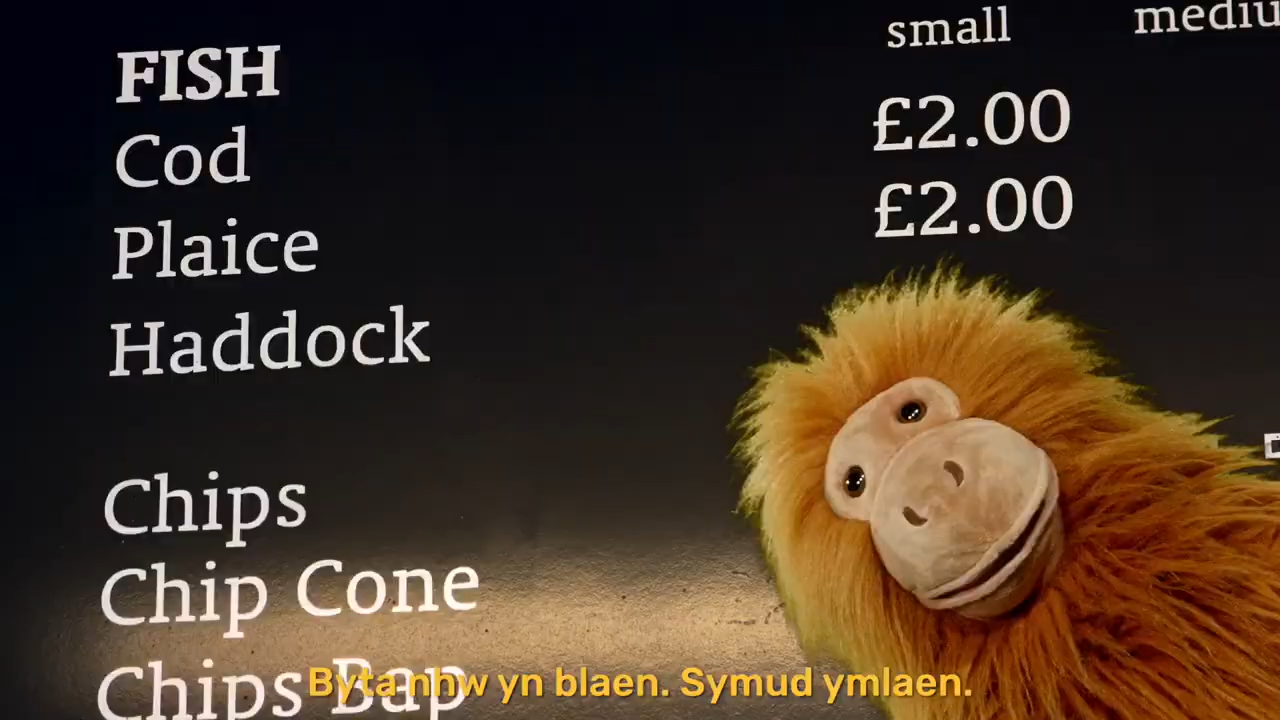 small mediu
FISH
Cod £2.00
Plaice £2.00
Haddock
Chips
Chip Cone
Chips Bap
Byta nhw yn blaen. Symud ymlaen.